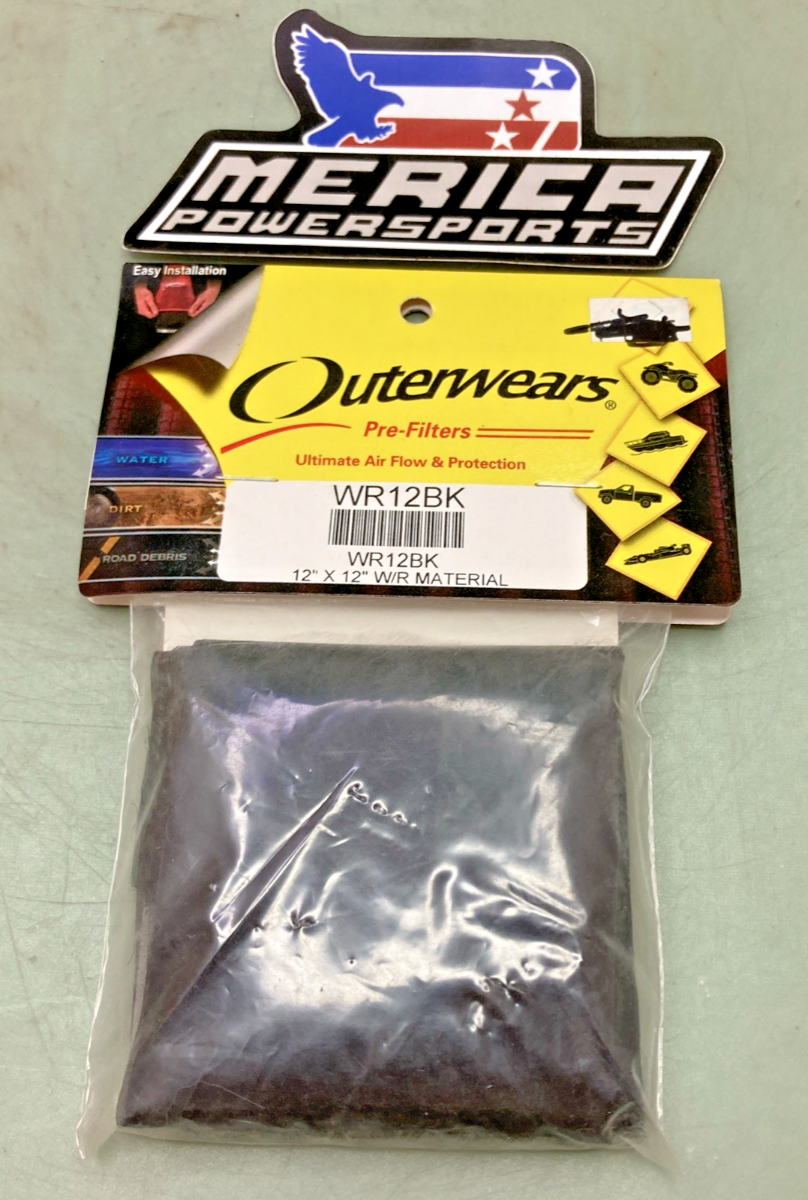 MERICA
POWERSPORTS
Easy Installation
Outerwears®
Pre-Filters
Ultimate Air Flow & Protection
WATER
DIRT
ROAD DEBRIS
WR12BK
WR12BK
12" X 12" W/R MATERIAL